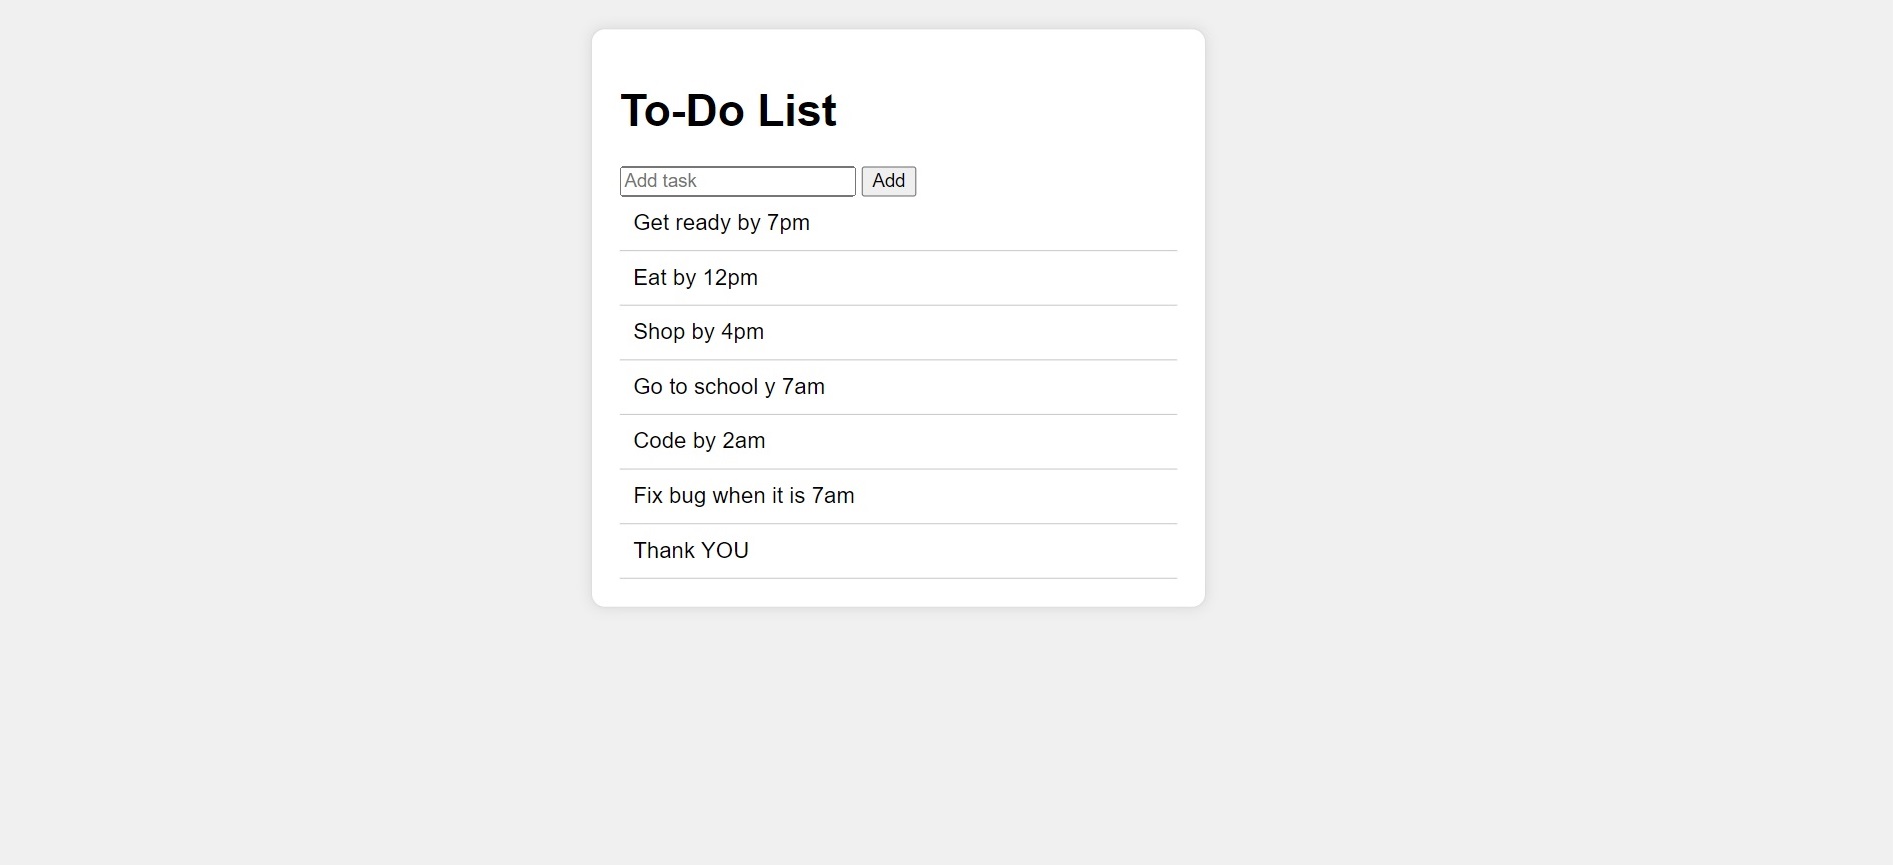 To-Do List
Add task Add
Get ready by 7pm
Eat by 12pm
Shop by 4pm
Go to school y 7am
Code by 2am
Fix bug when it is 7am
Thank YOU